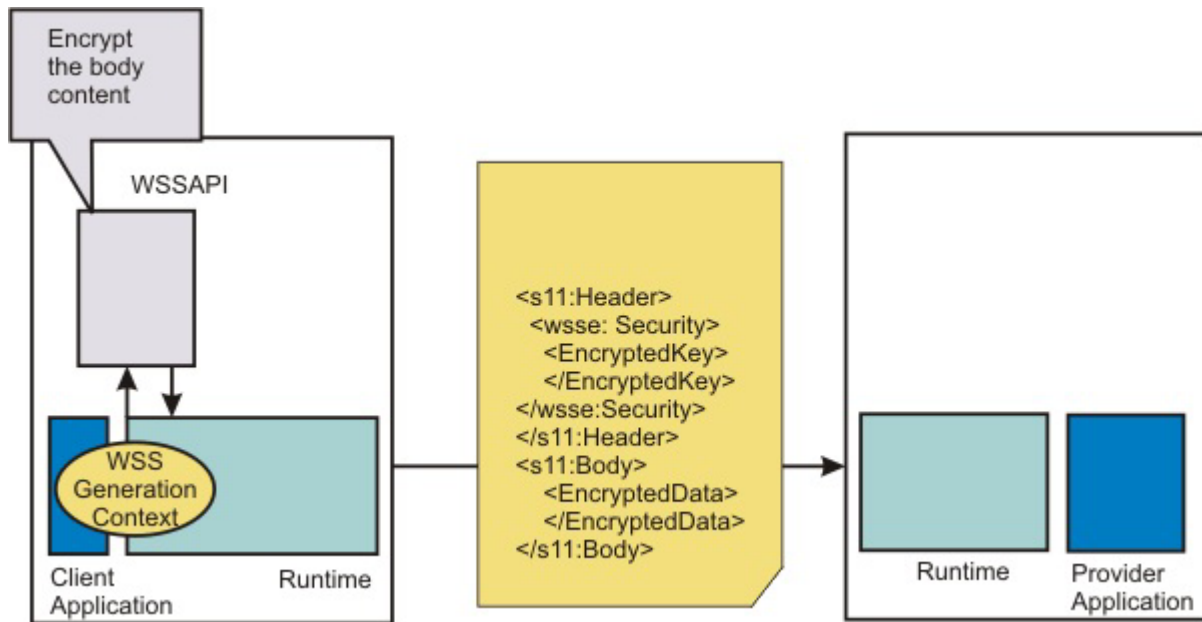 Encrypt
the body
content
WSSAPI
WSS
Generation
Context
Client
Application
Runtime
<s11:Header>
<wsse: Security>
<EncryptedKey>
</EncryptedKey>
</wsse:Security>
</s11:Header>
<s11:Body>
<EncryptedData>
</EncryptedData>
</s11:Body>
Runtime
Provider
Application